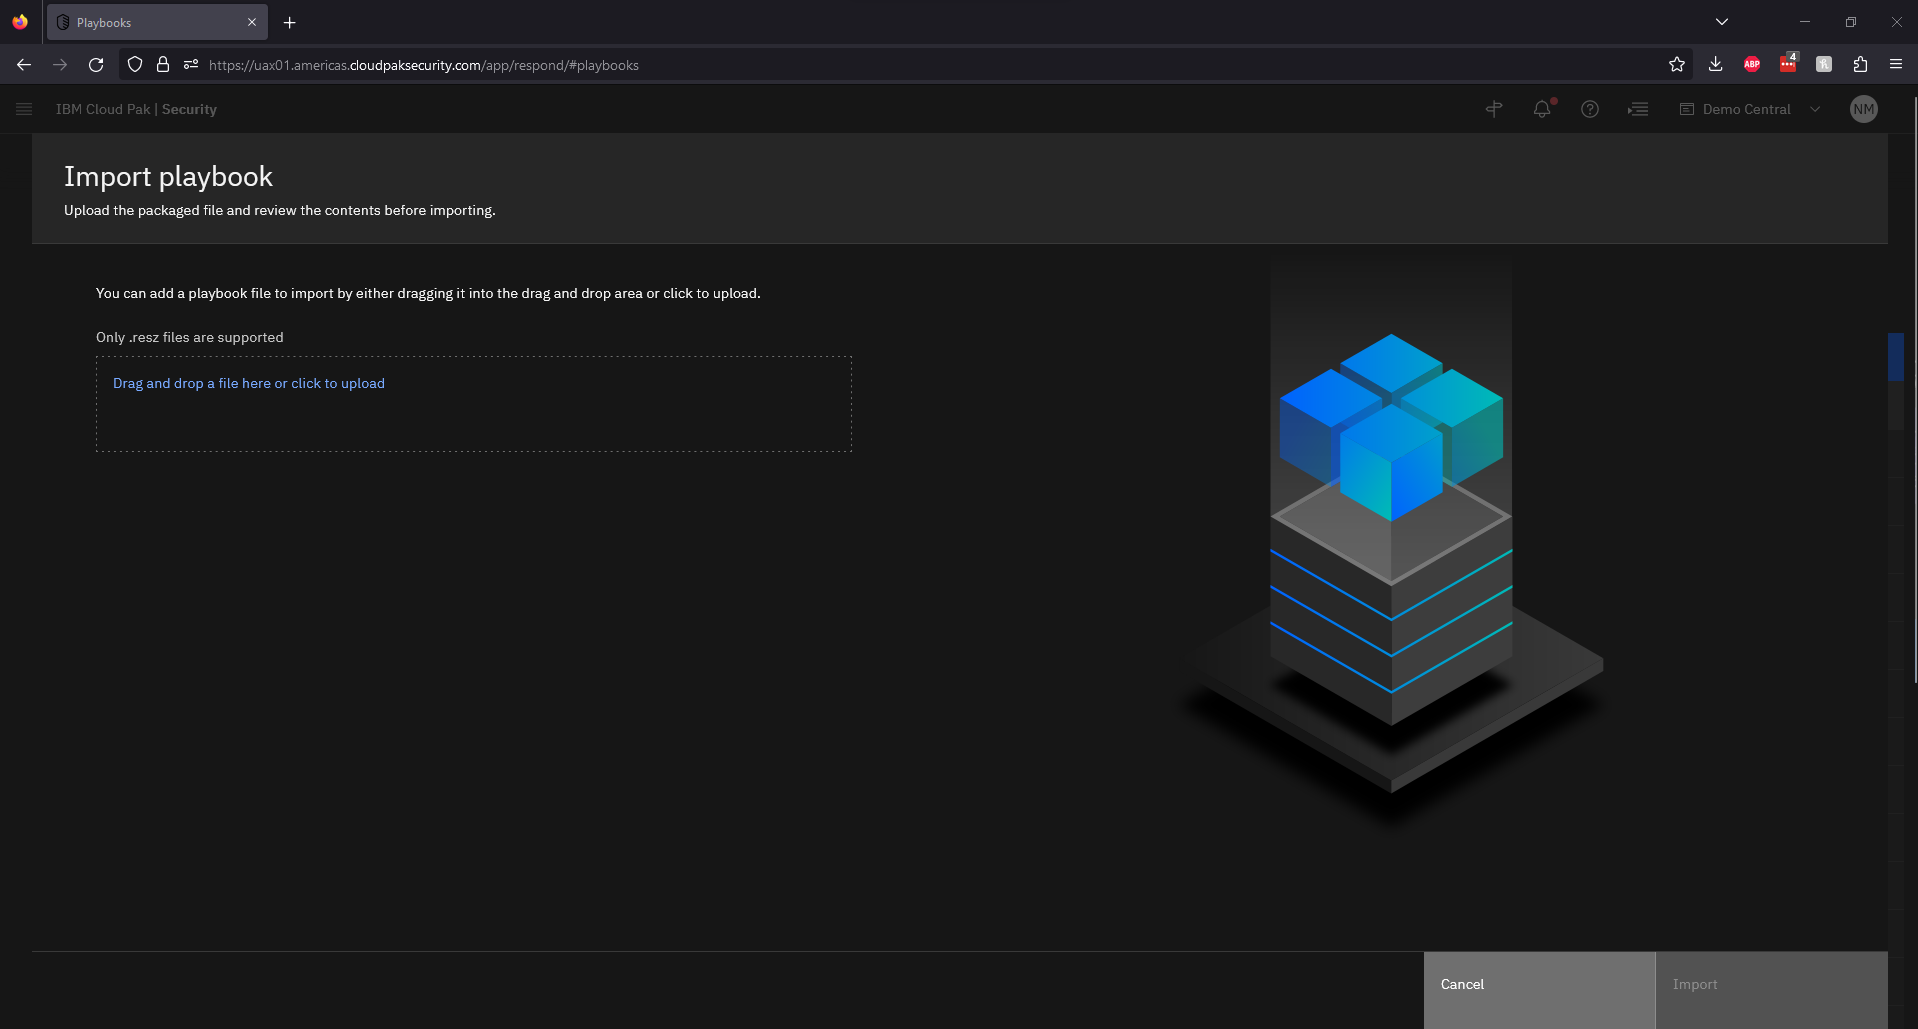 Playbooks
https://uax01.americas.cloudpaksecurity.com/app/respond/#playbooks
ABP
4
IBM Cloud Pak | Security
Demo Central
NM
Import playbook
Upload the packaged file and review the contents before importing.
You can add a playbook file to import by either dragging it into the drag and drop area or click to upload.
Only .resz files are supported
Drag and drop a file here or click to upload
Cancel
Import